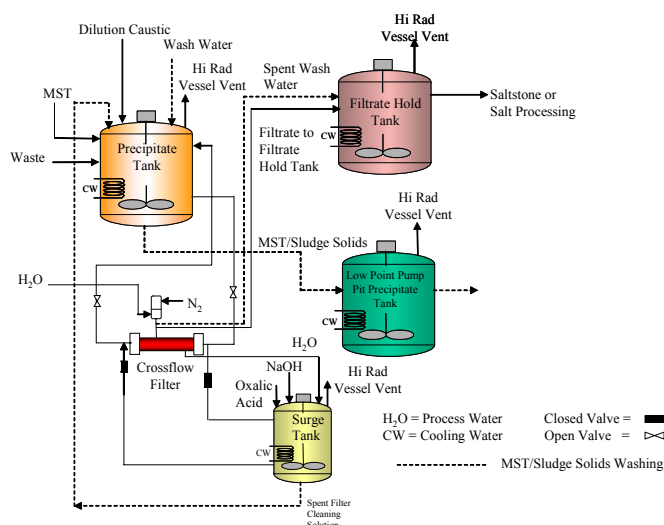 Dilution Caustic
Wash Water
Hi Rad
Vessel Vent
MST
Waste
Precipitate
Tank
CW
Spent Wash
Water
Hi Rad
Vessel Vent
Filtrate Hold
Tank
CW
Saltstone or
Salt Processing
Filtrate to
Filtrate
Hold Tank
Hi Rad
Vessel Vent
MST/Sludge Solids
Low Point Pump
Pit Precipitate
Tank
CW
H2O
N2
Crossflow
Filter
H2O
NaOH
Oxalic
Acid
Hi Rad
Vessel Vent
Surge
Tank
CW
H2O = Process Water
CW = Cooling Water
Closed Valve =
Open Valve =
MST/Sludge Solids Washing
Spent Filter
Cleaning
Solution